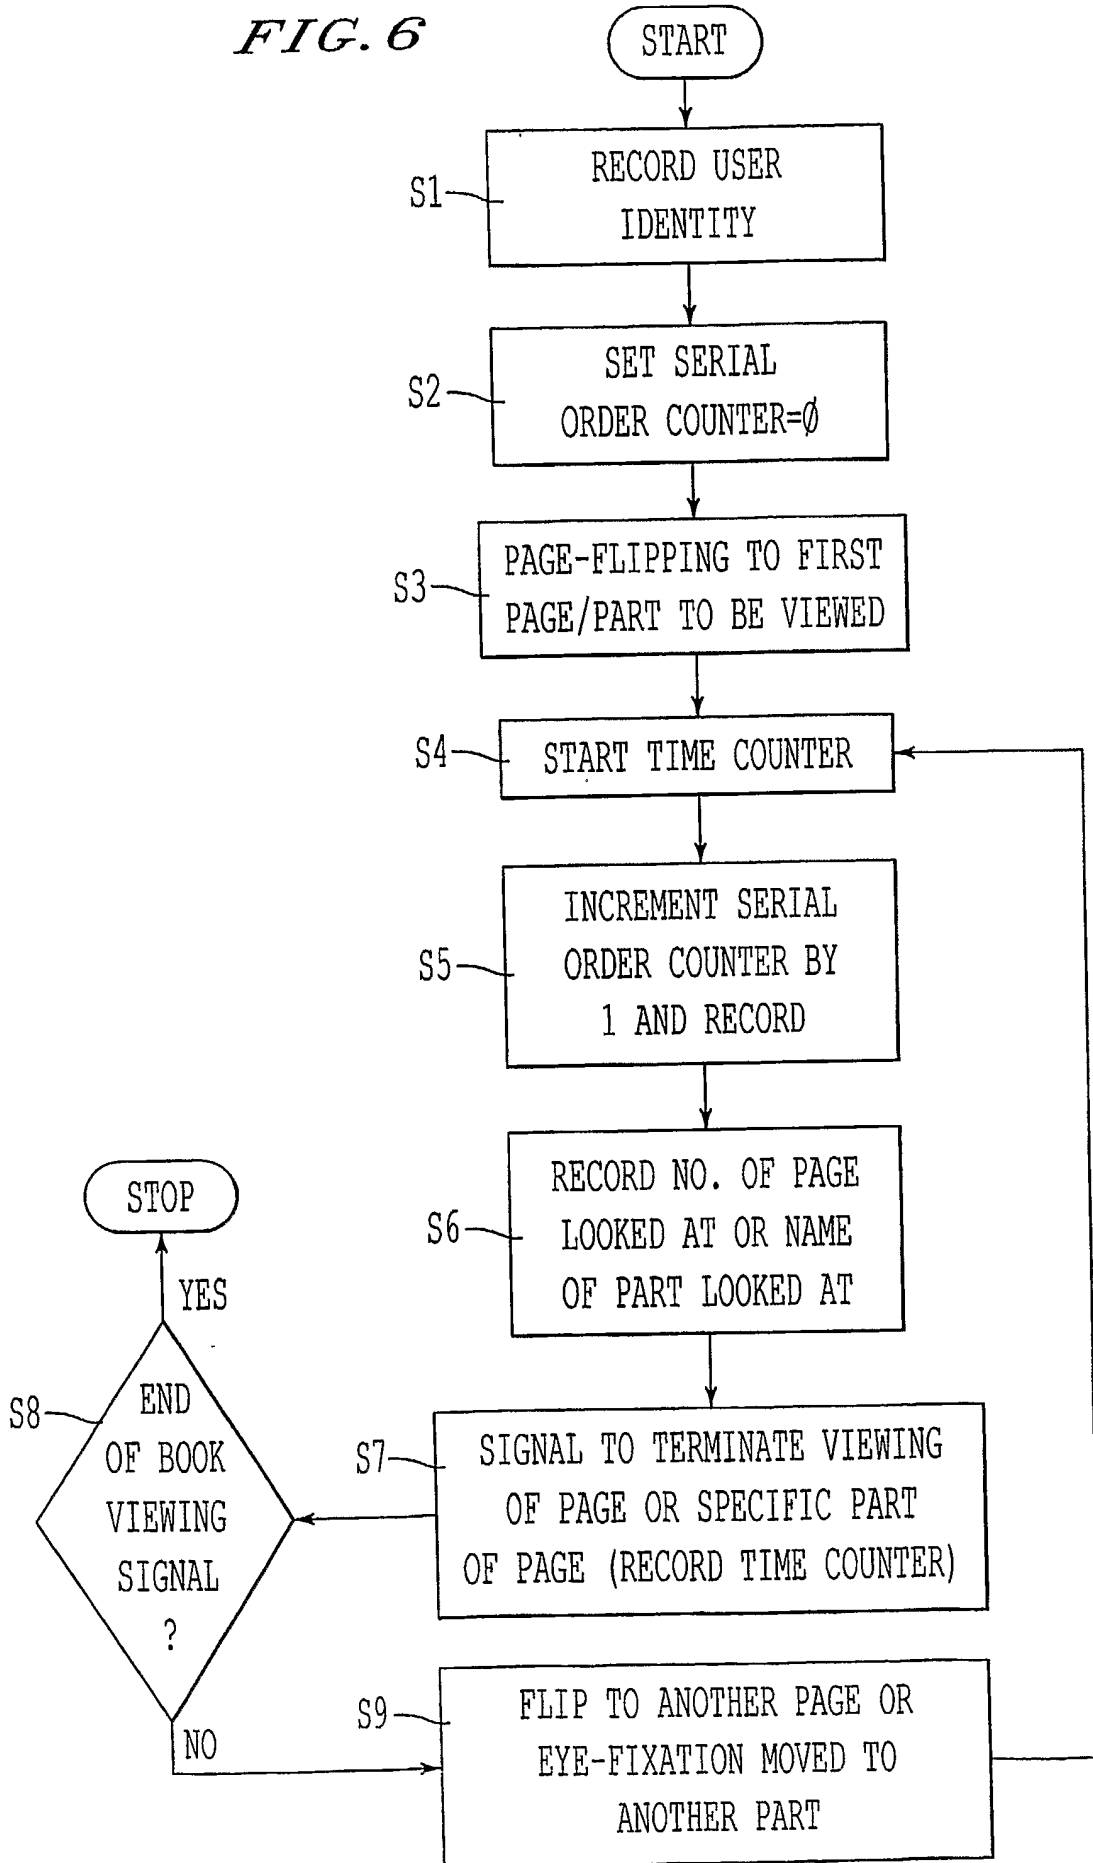 FIG. 6
START
S1
RECORD USER
IDENTITY
S2
SET SERIAL
ORDER COUNTER=Ø
S3
PAGE-FLIPPING TO FIRST
PAGE/PART TO BE VIEWED
S4
START TIME COUNTER
S5
INCREMENT SERIAL
ORDER COUNTER BY
1 AND RECORD
S6
RECORD NO. OF PAGE
LOOKED AT OR NAME
OF PART LOOKED AT
S7
SIGNAL TO TERMINATE VIEWING
OF PAGE OR SPECIFIC PART
OF PAGE (RECORD TIME COUNTER)
S8
END
OF BOOK
VIEWING
SIGNAL
?
YES
STOP
NO
S9
FLIP TO ANOTHER PAGE OR
EYE-FIXATION MOVED TO
ANOTHER PART